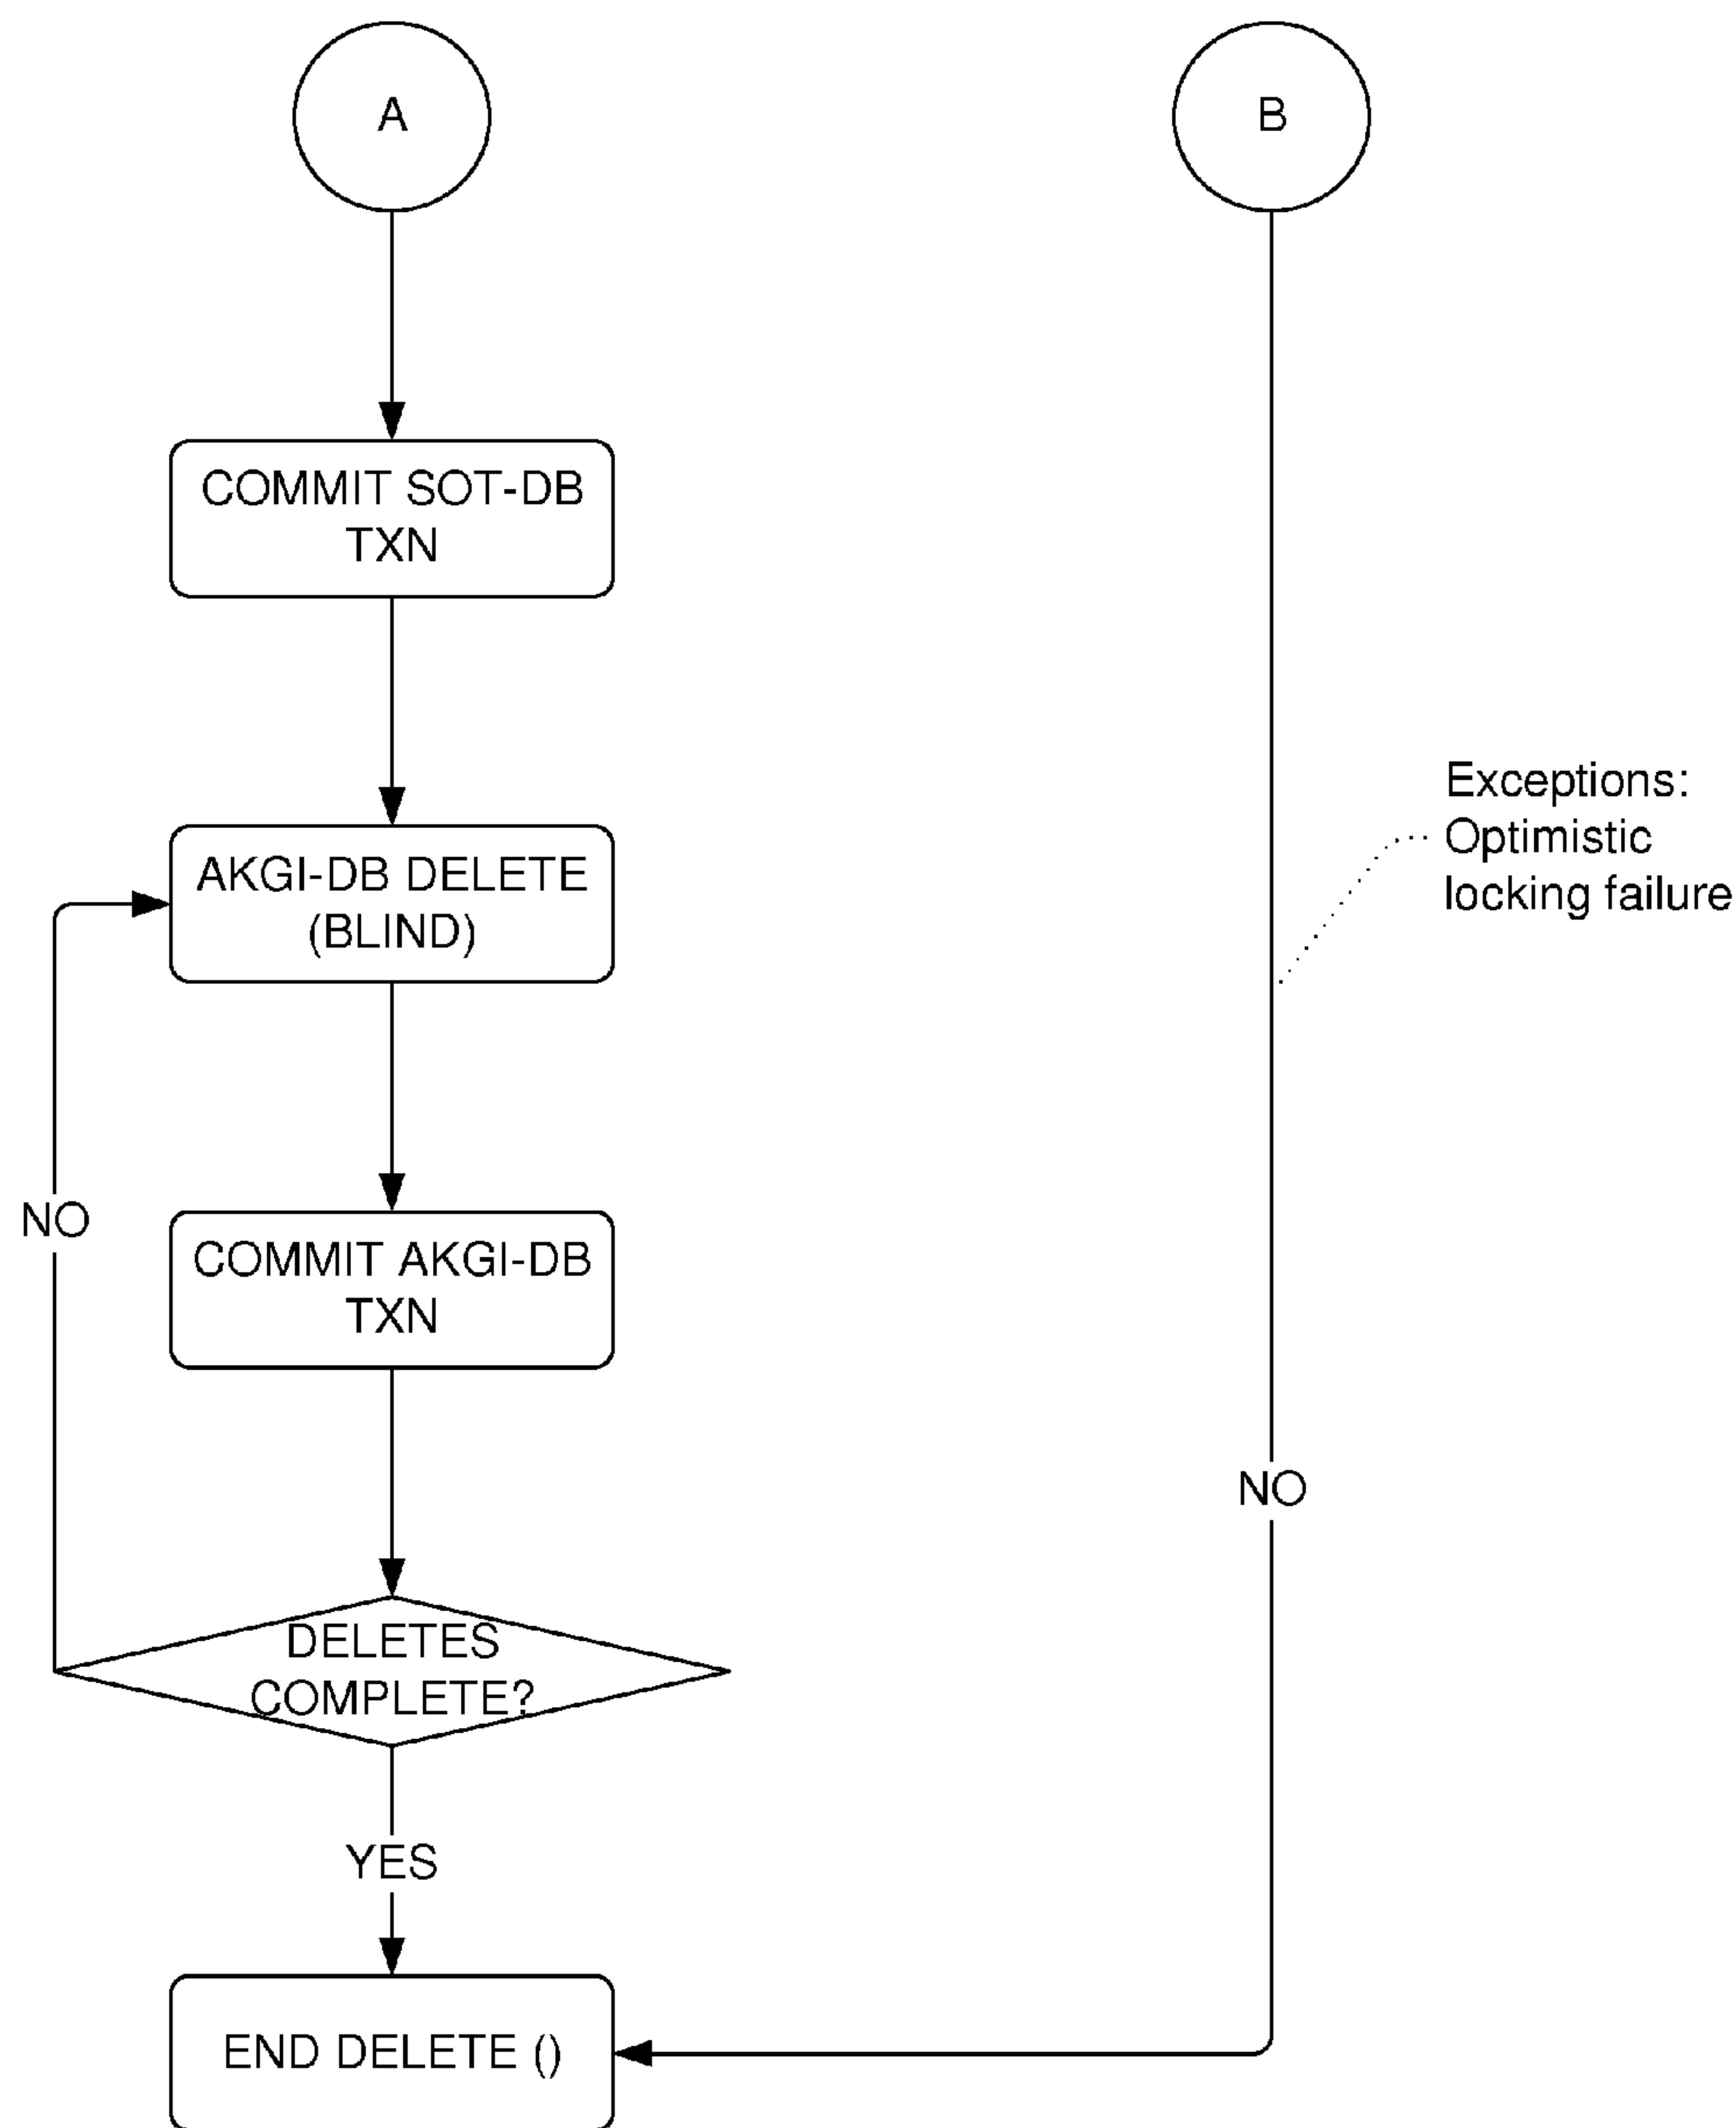 A
B
COMMIT SOT-DB
TXN
Exceptions:
Optimistic
locking failure
AKGI-DB DELETE
(BLIND)
NO
COMMIT AKGI-DB
TXN
NO
DELETES
COMPLETE?
YES
END DELETE ()